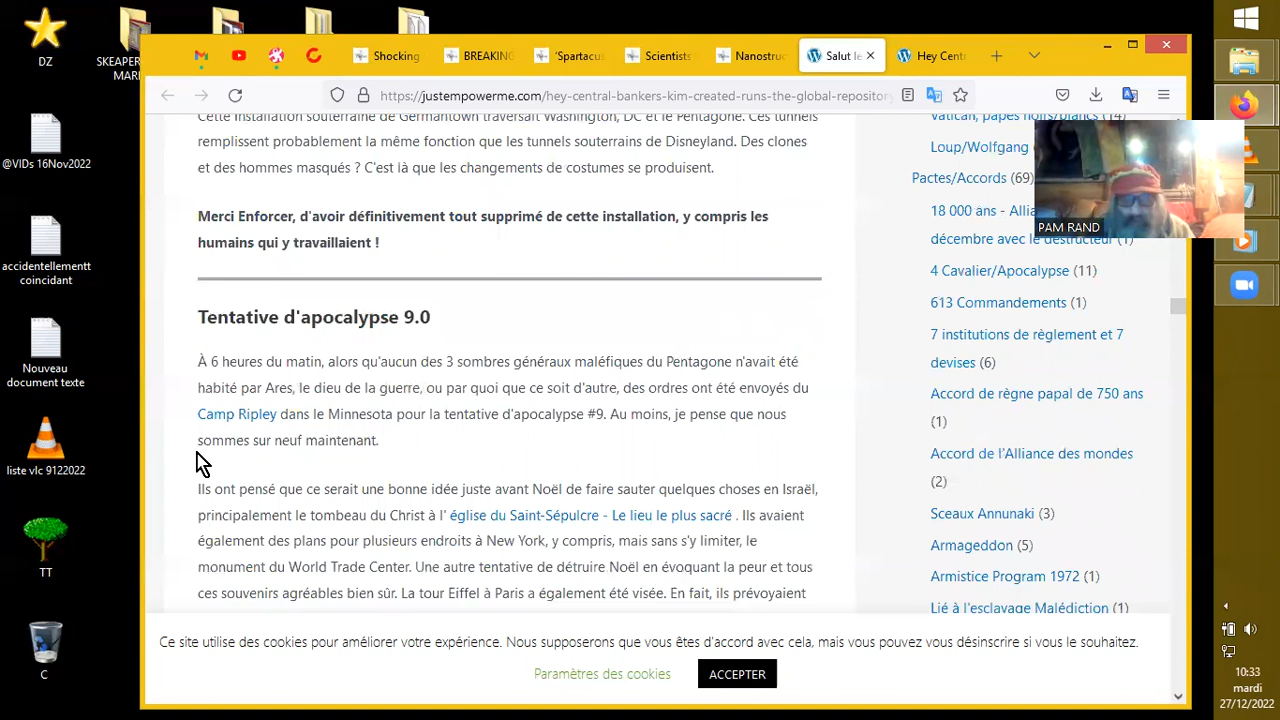 DZ
SKEAPER
MARI
@VIDs 16Nov2022
accidentellementt
coincidant
Nouveau
document texte
liste vlc 9122022
TT
C
Shocking
BREAKING
'Spartacus
Scientists
Nanostruc
Salut le
Hey Centr
https://justempowerme.com/hey-central-bankers-kim-created-runs-the-global-repository
Cette installation souterraine de Germantown traversait Washington, DC et le Pentagone. Ces tunnels
remplissent probablement la même fonction que les tunnels souterrains de Disneyland. Des clones
et des hommes masqués ? C'est là que les changements de costumes se produisent.
Merci Enforcer, d'avoir définitivement tout supprimé de cette installation, y compris les
humains qui y travaillaient !
Tentative d'apocalypse 9.0
À 6 heures du matin, alors qu'aucun des 3 sombres généraux maléfiques du Pentagone n'avait été
habité par Ares, le dieu de la guerre, ou par quoi que ce soit d'autre, des ordres ont été envoyés du
Camp Ripley dans le Minnesota pour la tentative d'apocalypse #9. Au moins, je pense que nous
sommes sur neuf maintenant.
Ils ont pensé que ce serait une bonne idée juste avant Noël de faire sauter quelques choses en Israël,
principalement le tombeau du Christ à l' église du Saint-Sépulcre - Le lieu le plus sacré . Ils avaient
également des plans pour plusieurs endroits à New York, y compris, mais sans s'y limiter, le
monument du World Trade Center. Une autre tentative de détruire Noël en évoquant la peur et tous
ces souvenirs agréables bien sûr. La tour Eiffel à Paris a également été visée. En fait, ils prévoyaient
Vatican, papes noirs/blancs (14)
Loup/Wolfgang
Pactes/Accords (69)
18 000 ans - Allia
décembre avec le destructeur (1)
4 Cavalier/Apocalypse (11)
613 Commandements (1)
7 institutions de règlement et 7
devises (6)
Accord de règne papal de 750 ans
(1)
Accord de l'Alliance des mondes
(2)
Sceaux Annunaki (3)
Armageddon (5)
Armistice Program 1972 (1)
Lié à l'esclavage Malédiction (1)
PAM RAND
Ce site utilise des cookies pour améliorer votre expérience. Nous supposerons que vous êtes d'accord avec cela, mais vous pouvez vous désinscrire si vous le souhaitez.
Paramètres des cookies
ACCEPTER
10:33
mardi
27/12/2022